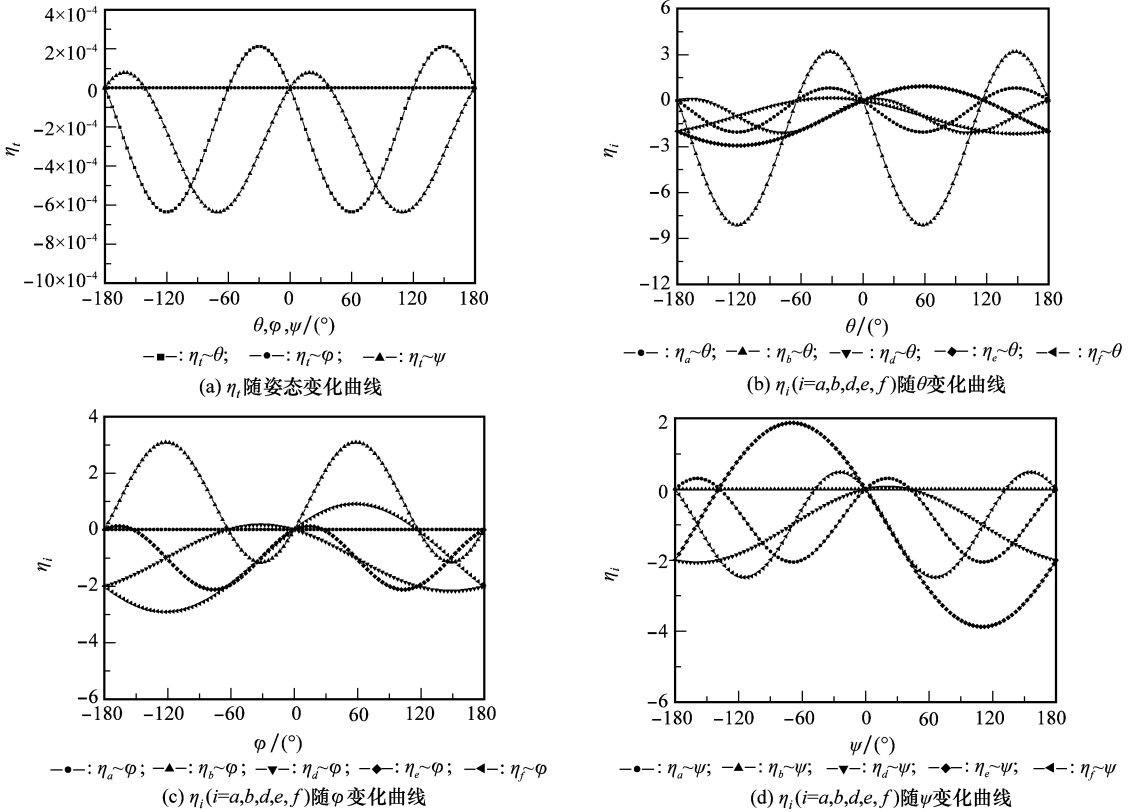 4×10⁻⁴
2×10⁻⁴
0
−2×10⁻⁴
−4×10⁻⁴
−6×10⁻⁴
−8×10⁻⁴
−10×10⁻⁴
ηₜ
−180 −120 −60 0 60 120 180
θ,φ,ψ/(°)
: ηₜ~θ; : ηₜ~φ; : ηₜ~ψ
(a) ηₜ随姿态变化曲线
6
3
0
−3
−6
−9
−12
ηᵢ
−180 −120 −60 0 60 120 180
θ/(°)
: ηa~θ; : ηb~θ; : ηd~θ; : ηe~θ; : ηf~θ
(b) ηᵢ(i=a,b,d,e,f)随θ变化曲线
4
2
0
−2
−4
−6
ηᵢ
−180 −120 −60 0 60 120 180
φ/(°)
: ηa~φ; : ηb~φ; : ηd~φ; : ηe~φ; : ηf~φ
(c) ηᵢ(i=a,b,d,e,f)随φ变化曲线
2
0
−2
−4
−6
ηᵢ
−180 −120 −60 0 60 120 180
ψ/(°)
: ηa~ψ; : ηb~ψ; : ηd~ψ; : ηe~ψ; : ηf~ψ
(d) ηᵢ(i=a,b,d,e,f)随ψ变化曲线